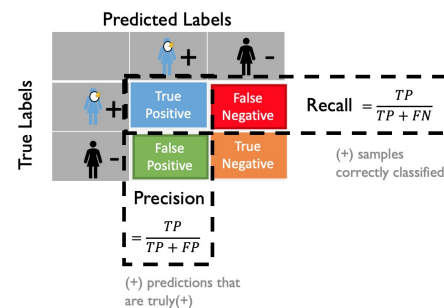 Predicted Labels
+
-
True Labels
+
True
Positive
False
Negative
Recall = TP / TP + FN
-
False
Positive
True
Negative
(+) samples
correctly classified
Precision
= TP / TP + FP
(+) predictions that
are truly(+)